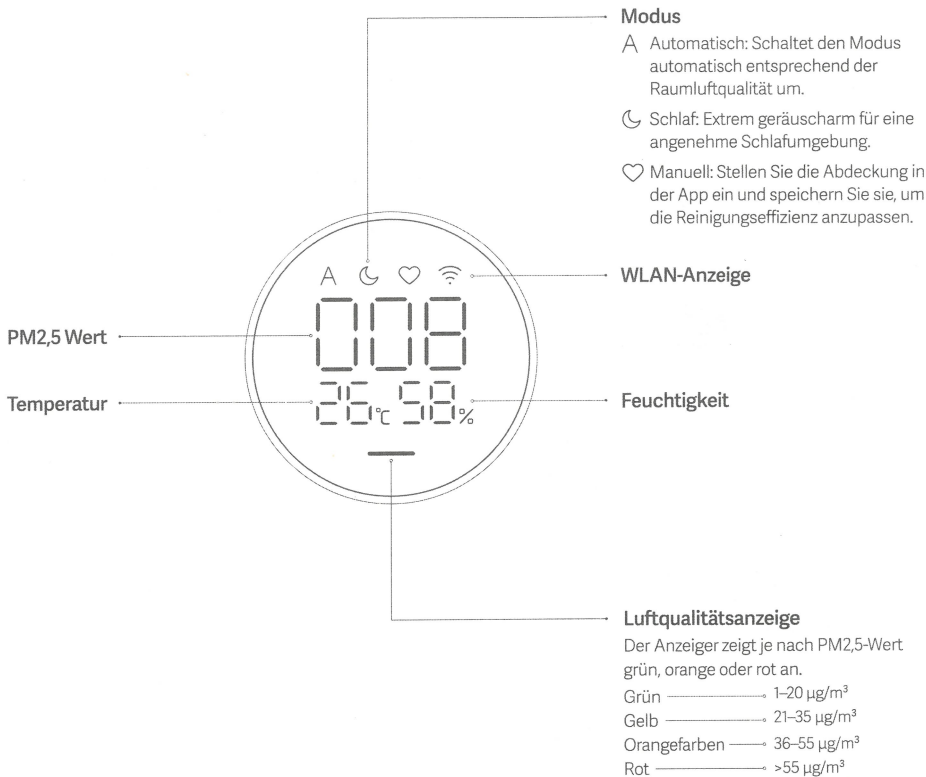 Modus
A Automatisch: Schaltet den Modus
automatisch entsprechend der
Raumluftqualität um.
Schlaf: Extrem geräuscharm für eine
angenehme Schlafumgebung.
Manuell: Stellen Sie die Abdeckung in
der App ein und speichern Sie sie, um
die Reinigungseffizienz anzupassen.
A
WLAN-Anzeige
008
PM2,5 Wert
Temperatur
26°C 58%
Feuchtigkeit
Luftqualitätsanzeige
Der Anzeiger zeigt je nach PM2,5-Wert
grün, orange oder rot an.
Grün 1–20 µg/m³
Gelb 21–35 µg/m³
Orangefarben 36–55 µg/m³
Rot >55 µg/m³